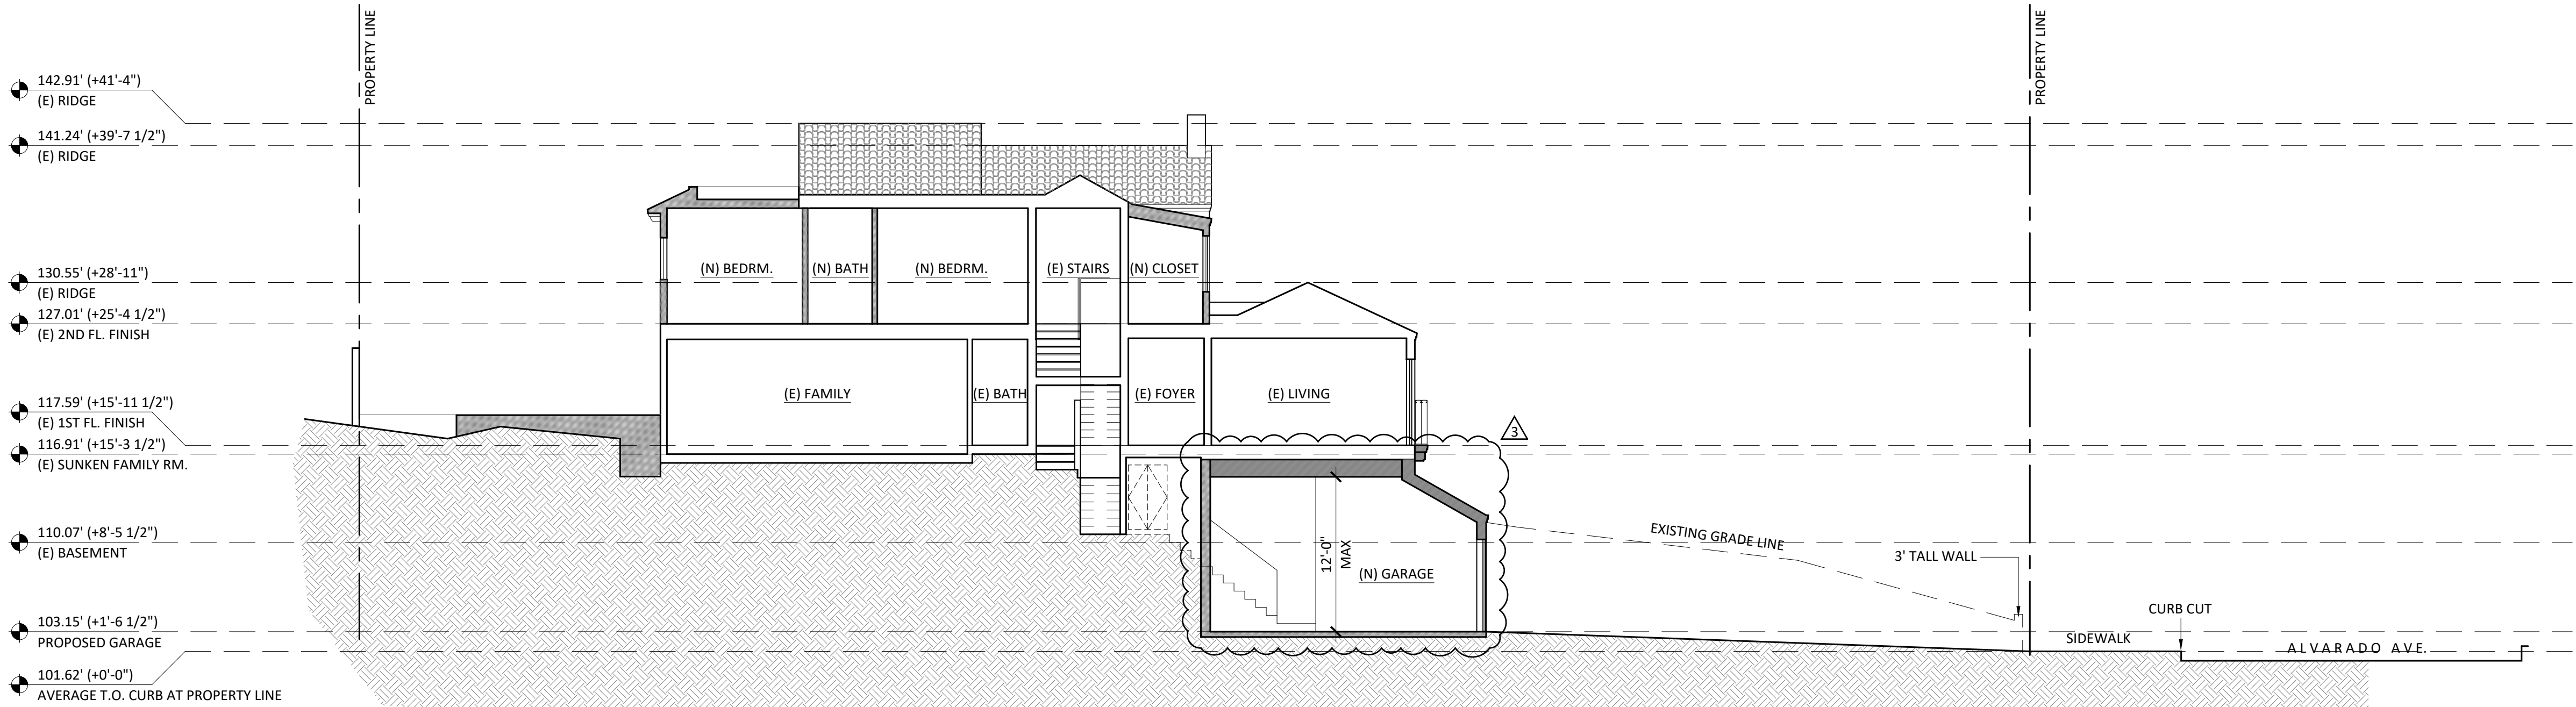 PROPERTY LINE
PROPERTY LINE
142.91' (+41'-4")
(E) RIDGE
141.24' (+39'-7 1/2")
(E) RIDGE
130.55' (+28'-11")
(E) RIDGE
127.01' (+25'-4 1/2")
(E) 2ND FL. FINISH
117.59' (+15'-11 1/2")
(E) 1ST FL. FINISH
116.91' (+15'-3 1/2")
(E) SUNKEN FAMILY RM.
110.07' (+8'-5 1/2")
(E) BASEMENT
103.15' (+1'-6 1/2")
PROPOSED GARAGE
101.62' (+0'-0")
AVERAGE T.O. CURB AT PROPERTY LINE
(N) BEDRM.
(N) BATH
(N) BEDRM.
(E) STAIRS
(N) CLOSET
(E) FAMILY
(E) BATH
(E) FOYER
(E) LIVING
3
12'-0"
MAX
(N) GARAGE
EXISTING GRADE LINE
3' TALL WALL
CURB CUT
SIDEWALK
ALVARADO AVE.